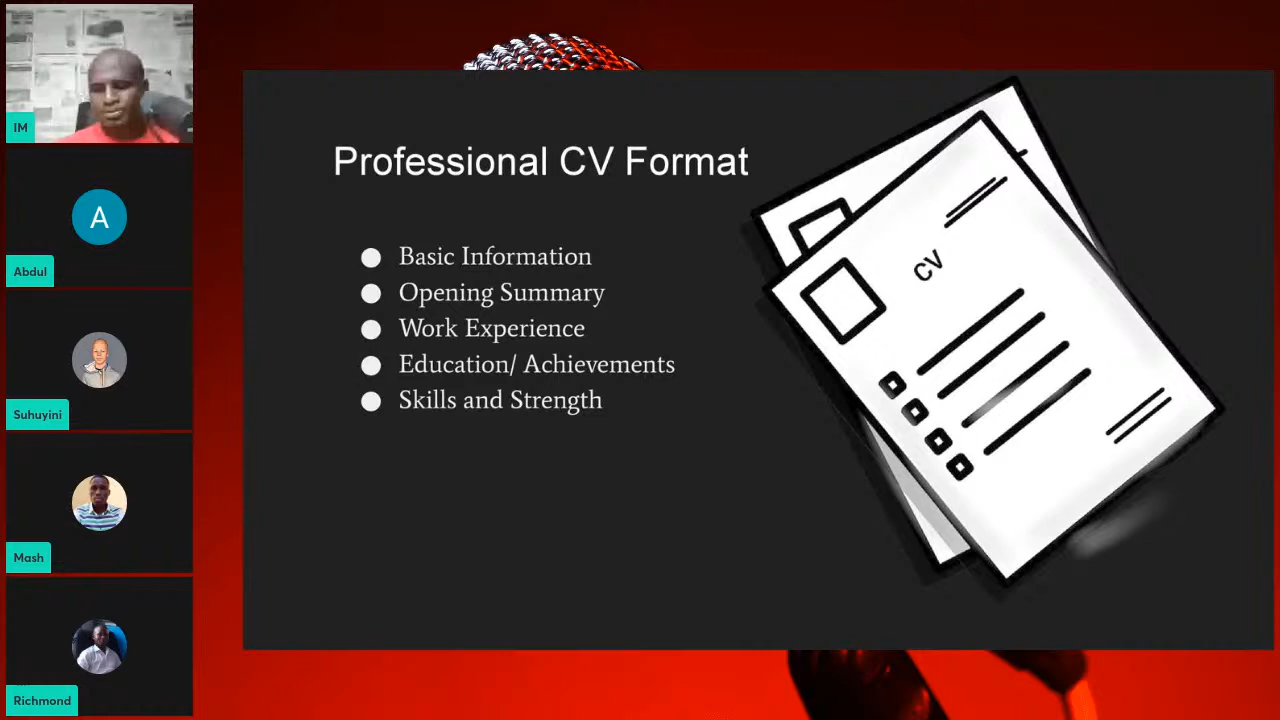 IM
A
Abdul
Suhuyini
Mash
Richmond
Professional CV Format
Basic Information
Opening Summary
Work Experience
Education/ Achievements
Skills and Strength
CV